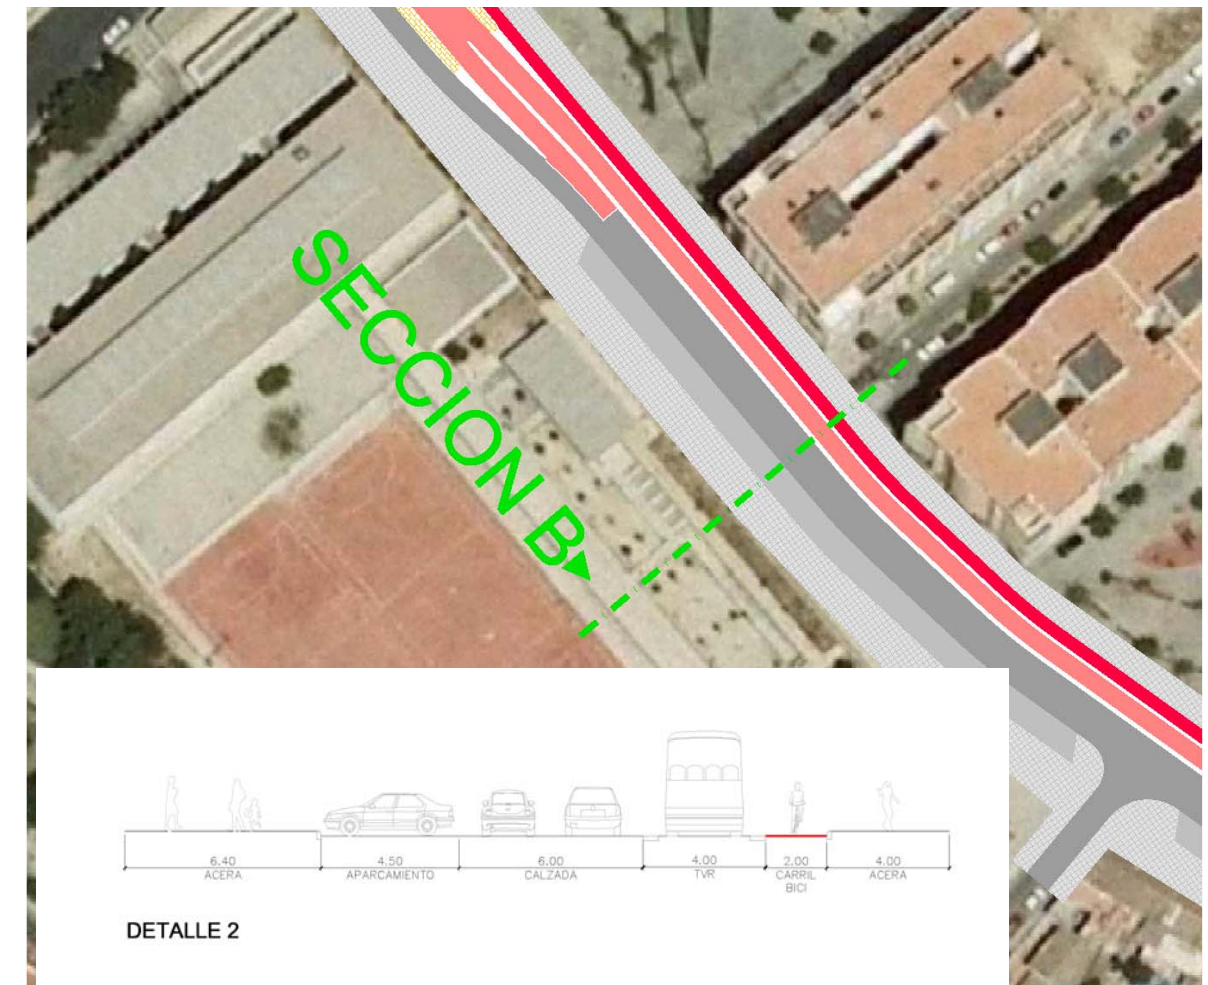 SECCION B
6.40
ACERA
4.50
APARCAMIENTO
6.00
CALZADA
4.00
TVR
2.00
CARRIL
BICI
4.00
ACERA
DETALLE 2